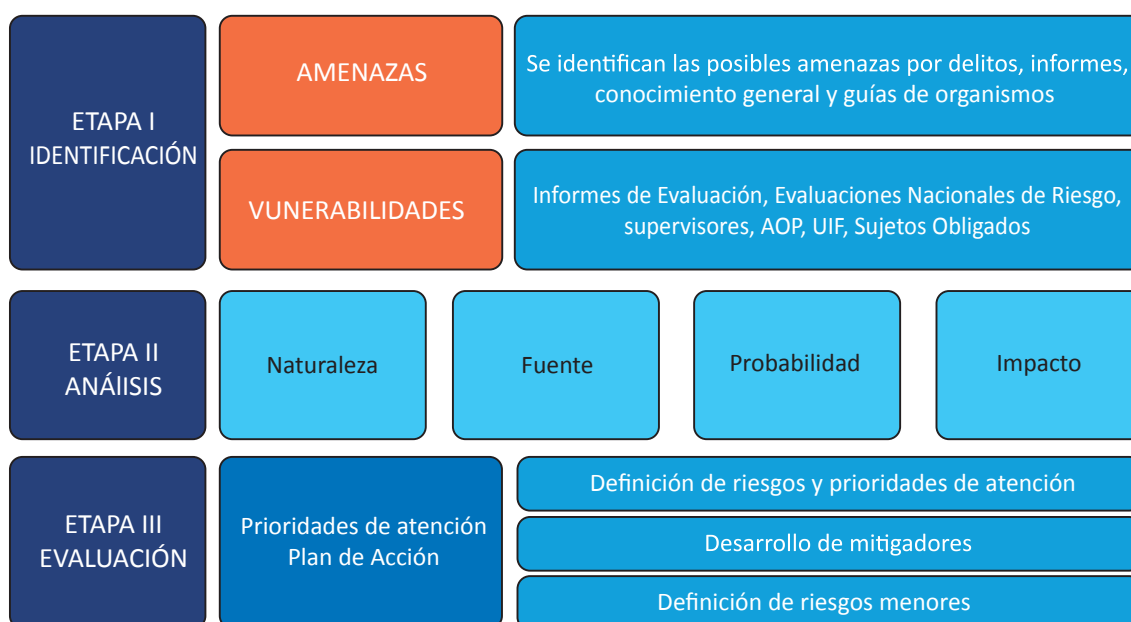 ETAPA I
IDENTIFICACIÓN
AMENAZAS
Se identifican las posibles amenazas por delitos, informes,
conocimiento general y guías de organismos
VUNERABILIDADES
Informes de Evaluación, Evaluaciones Nacionales de Riesgo,
supervisores, AOP, UIF, Sujetos Obligados
ETAPA II
ANÁlISIS
Naturaleza
Fuente
Probabilidad
Impacto
ETAPA III
EVALUACIÓN
Prioridades de atención
Plan de Acción
Definición de riesgos y prioridades de atención
Desarrollo de mitigadores
Definición de riesgos menores